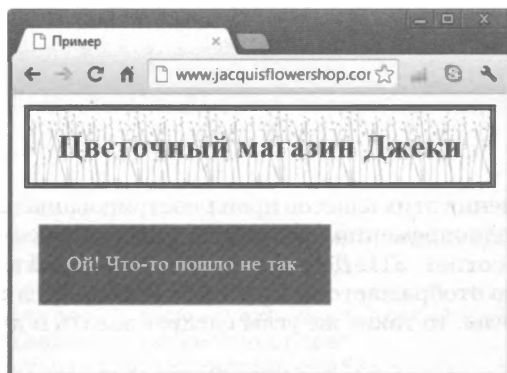 Пример
www.jacquisflowershop.cor
Цветочный магазин Джеки
Ой! Что-то пошло не так.